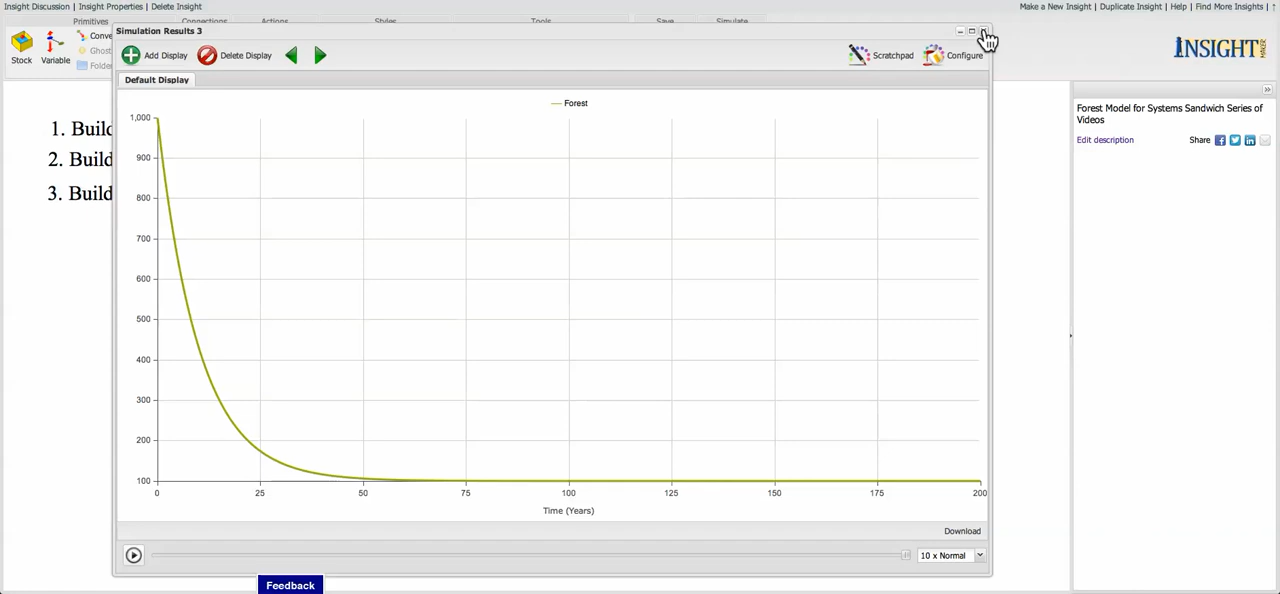 Insight Discussion | Insight Properties | Delete Insight
Make a New Insight | Duplicate Insight | Help | Find More Insights |
Primitives Connections Actions Styles Tools Save Simulate
Stock
Variable
Conve
Ghost
Folder
INSIGHT
Simulation Results 3
Add Display Delete Display
Scratchpad Configure
Default Display
Forest
1,000
900
800
700
600
500
400
300
200
100
0 25 50 75 100 125 150 175 200
Time (Years)
Download
10 x Normal
Feedback
1. Build
2. Build
3. Build
Forest Model for Systems Sandwich Series of
Videos
Edit description
Share